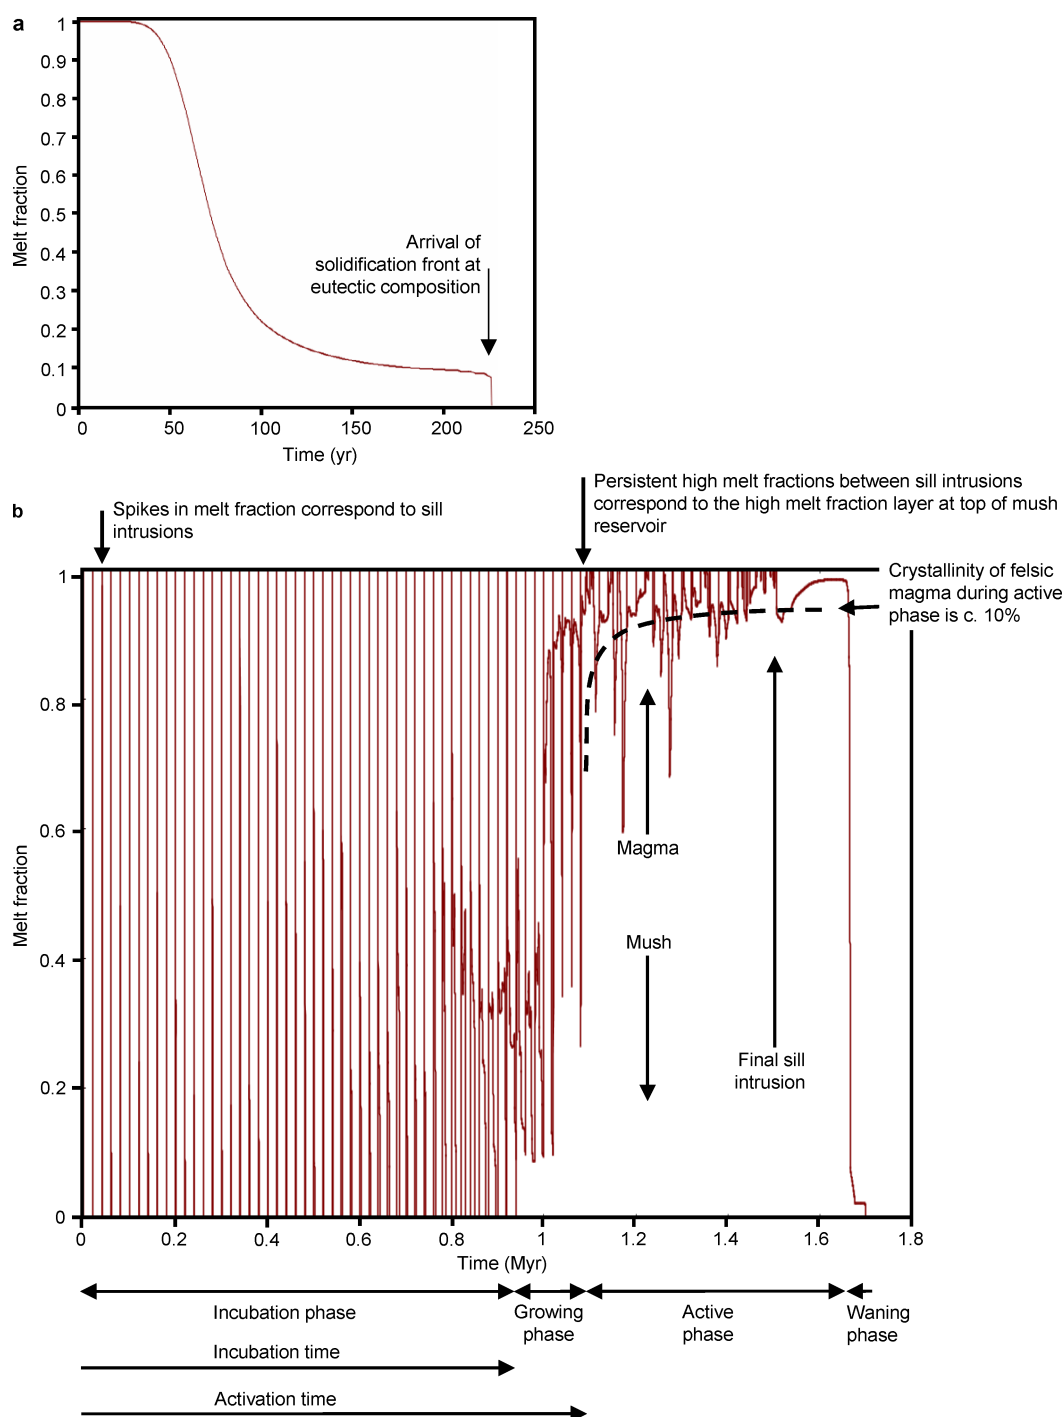 a
1
0.9
0.8
0.7
0.6
0.5
0.4
0.3
0.2
0.1
0
Melt fraction
Arrival of
solidification front at
eutectic composition
0
50
100
150
200
250
Time (yr)
b
Spikes in melt fraction correspond to sill
intrusions
Persistent high melt fractions between sill intrusions
correspond to the high melt fraction layer at top of mush
reservoir
Crystallinity of felsic
magma during active
phase is c. 10%
1
0.8
0.6
0.4
0.2
0
Melt fraction
Magma
Mush
Final sill
intrusion
0
0.2
0.4
0.6
0.8
1
1.2
1.4
1.6
1.8
Time (Myr)
Incubation phase
Growing
phase
Active
phase
Waning
phase
Incubation time
Activation time